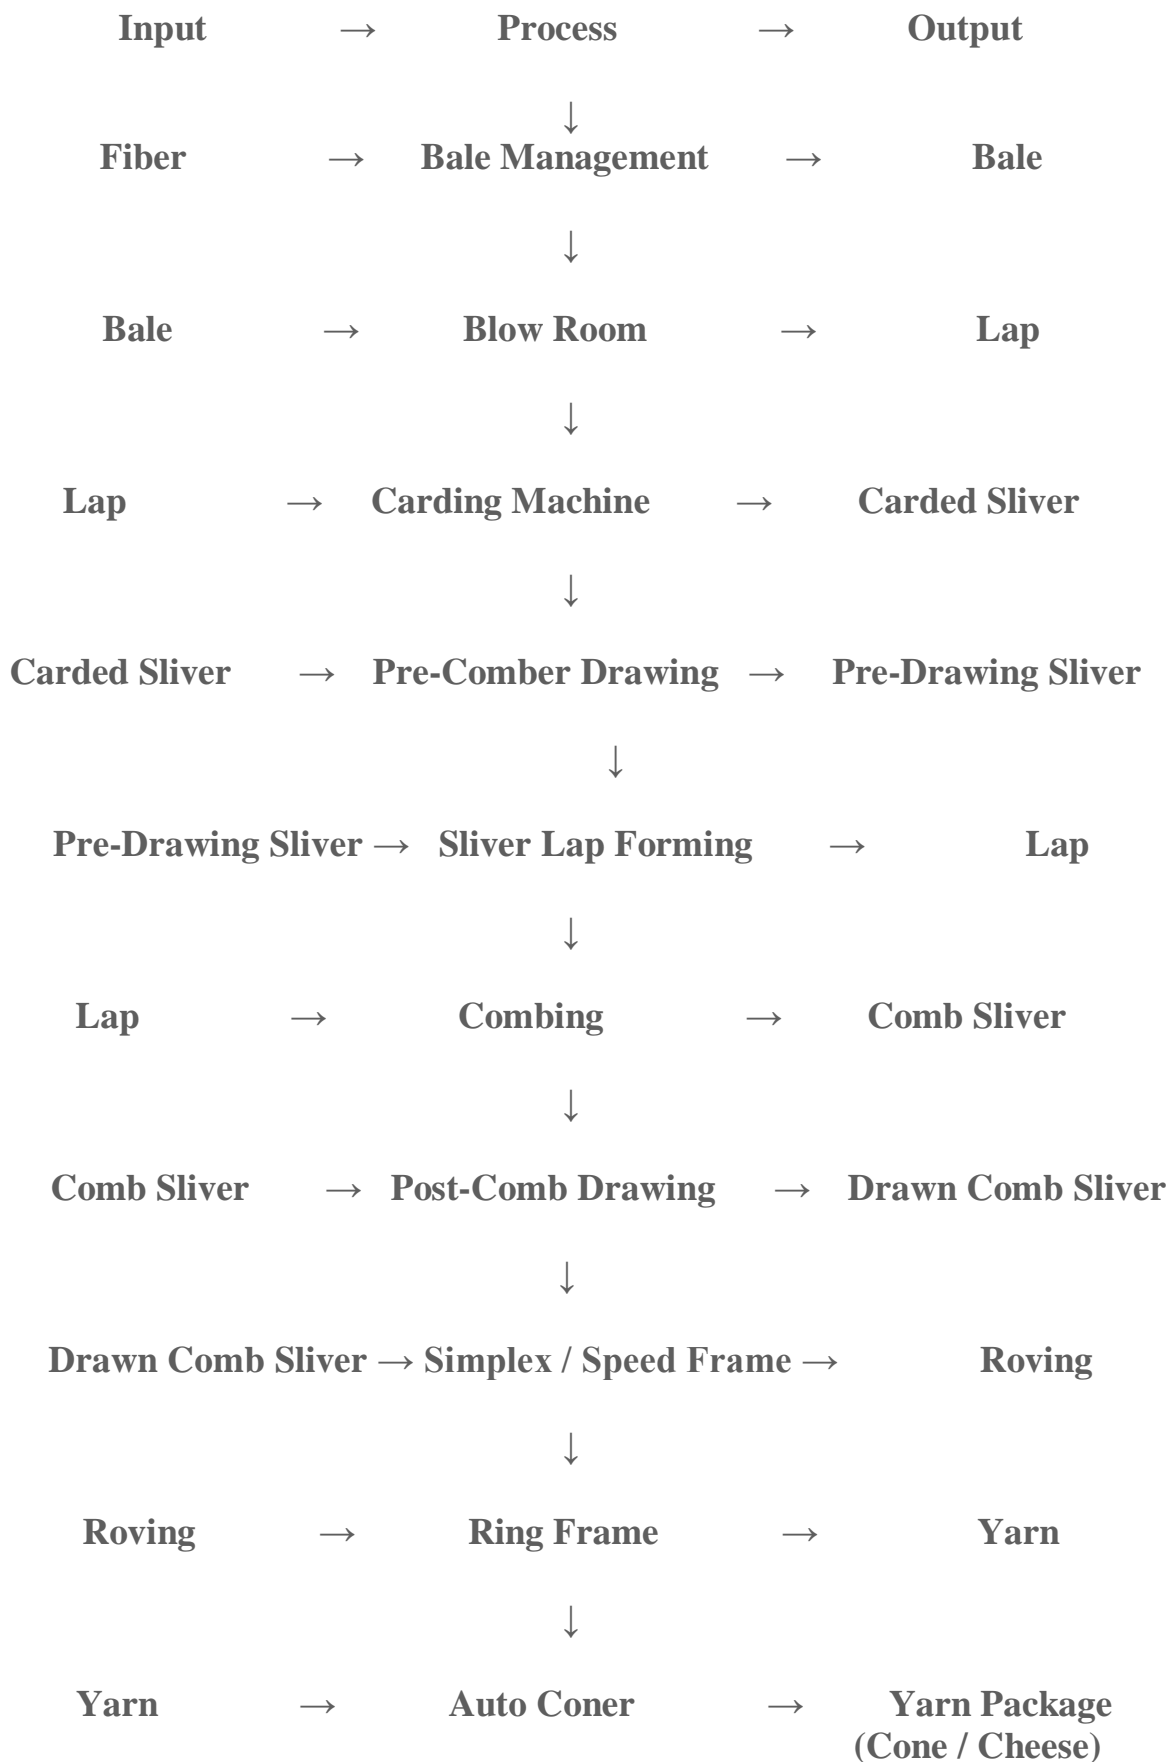 Input → Process → Output
↓
Fiber → Bale Management → Bale
↓
Bale → Blow Room → Lap
↓
Lap → Carding Machine → Carded Sliver
↓
Carded Sliver → Pre-Comber Drawing → Pre-Drawing Sliver
↓
Pre-Drawing Sliver → Sliver Lap Forming → Lap
↓
Lap → Combing → Comb Sliver
↓
Comb Sliver → Post-Comb Drawing → Drawn Comb Sliver
↓
Drawn Comb Sliver → Simplex / Speed Frame → Roving
↓
Roving → Ring Frame → Yarn
↓
Yarn → Auto Coner → Yarn Package
(Cone / Cheese)